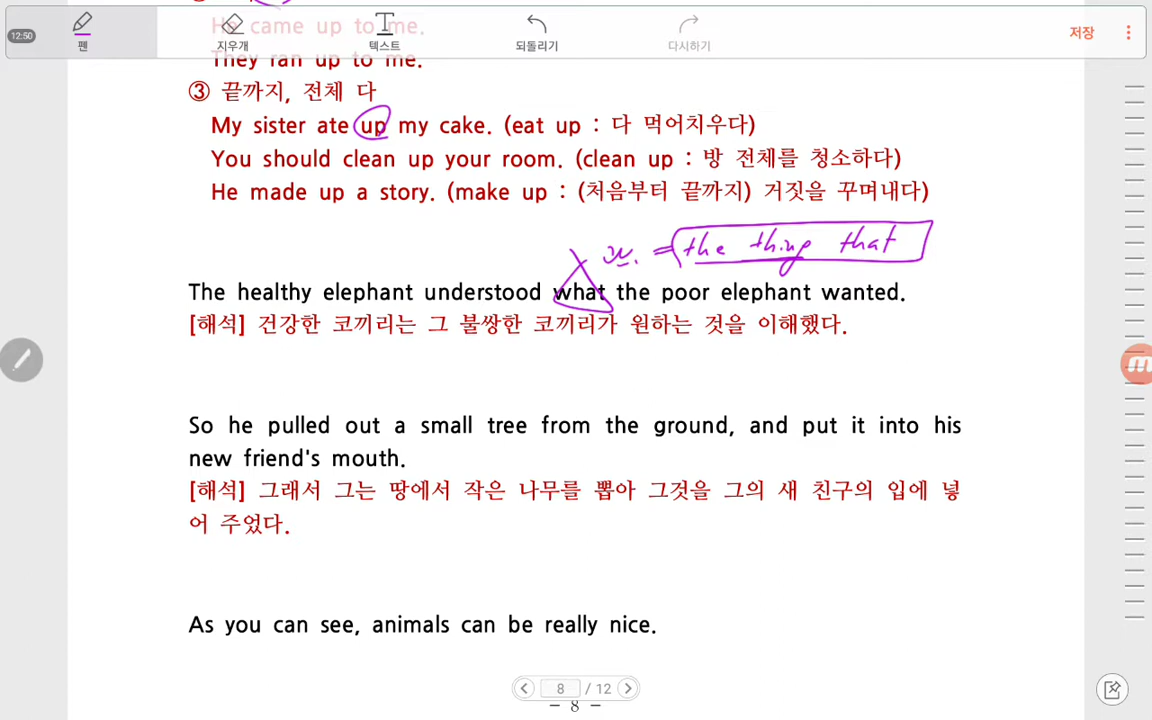 12:50
펜
지우개
텍스트
되돌리기
다시하기
저장
He came up to me.
They ran up to me.
③ 끝까지, 전체 다
My sister ate up my cake. (eat up : 다 먹어치우다)
You should clean up your room. (clean up : 방 전체를 청소하다)
He made up a story. (make up : (처음부터 끝까지) 거짓을 꾸며내다)
= the thing that
The healthy elephant understood what the poor elephant wanted.
[해석] 건강한 코끼리는 그 불쌍한 코끼리가 원하는 것을 이해했다.
So he pulled out a small tree from the ground, and put it into his
new friend's mouth.
[해석] 그래서 그는 땅에서 작은 나무를 뽑아 그것을 그의 새 친구의 입에 넣
어 주었다.
As you can see, animals can be really nice.
8 / 12
- 8 -